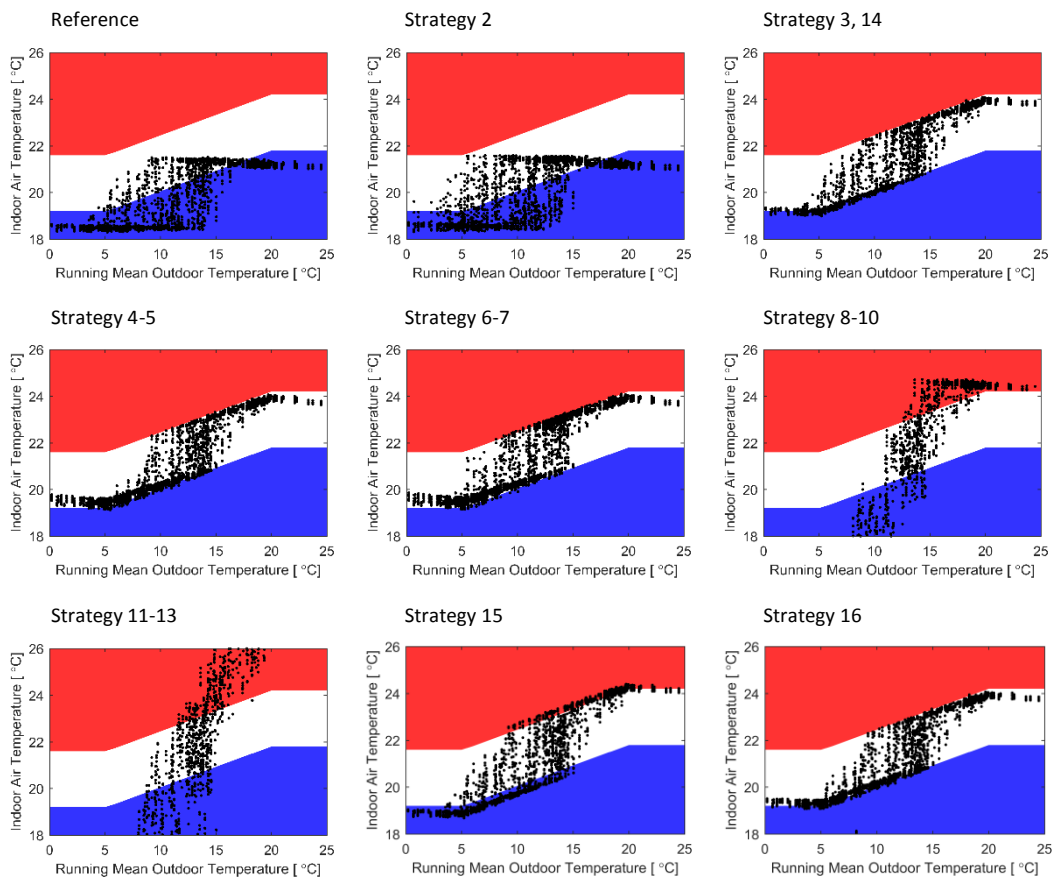 Reference
Strategy 2
Strategy 3, 14
26
24
22
20
18
Indoor Air Temperature [ °C]
0 5 10 15 20 25
Running Mean Outdoor Temperature [ °C]
26
24
22
20
18
Indoor Air Temperature [ °C]
0 5 10 15 20 25
Running Mean Outdoor Temperature [ °C]
26
24
22
20
18
Indoor Air Temperature [ °C]
0 5 10 15 20 25
Running Mean Outdoor Temperature [ °C]
Strategy 4-5
Strategy 6-7
Strategy 8-10
26
24
22
20
18
Indoor Air Temperature [ °C]
0 5 10 15 20 25
Running Mean Outdoor Temperature [ °C]
26
24
22
20
18
Indoor Air Temperature [ °C]
0 5 10 15 20 25
Running Mean Outdoor Temperature [ °C]
26
24
22
20
18
Indoor Air Temperature [ °C]
0 5 10 15 20 25
Running Mean Outdoor Temperature [ °C]
Strategy 11-13
Strategy 15
Strategy 16
26
24
22
20
18
Indoor Air Temperature [ °C]
0 5 10 15 20 25
Running Mean Outdoor Temperature [ °C]
26
24
22
20
18
Indoor Air Temperature [ °C]
0 5 10 15 20 25
Running Mean Outdoor Temperature [ °C]
26
24
22
20
18
Indoor Air Temperature [ °C]
0 5 10 15 20 25
Running Mean Outdoor Temperature [ °C]